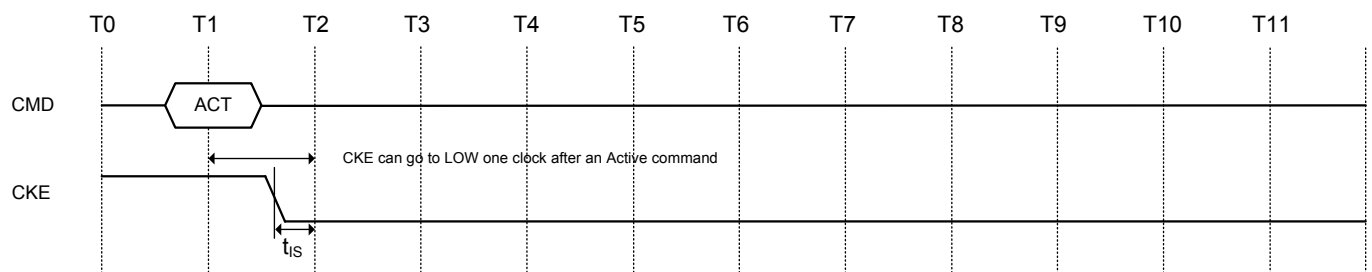 T0 T1 T2 T3 T4 T5 T6 T7 T8 T9 T10 T11
CMD ACT
CKE can go to LOW one clock after an Active command
CKE
tIS